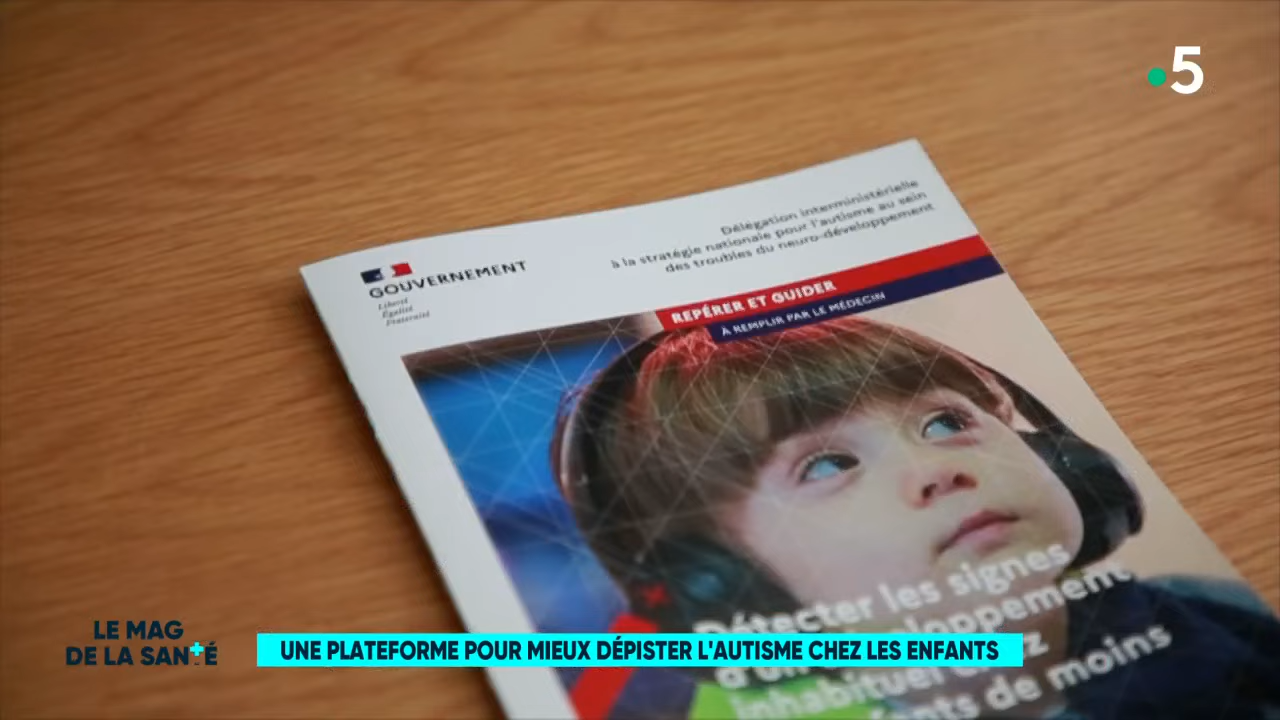 5
Délégation interministérielle
à la stratégie nationale pour l'autisme au sein
des troubles du neuro-développement
GOUVERNEMENT
Liberté
Égalité
Fraternité
REPÉRER ET GUIDER
À REMPLIR PAR LE MÉDECIN
Détecter les signes
d'un développement
inhabituel chez
de moins
LE MAG
DE LA SANTÉ
UNE PLATEFORME POUR MIEUX DÉPISTER L'AUTISME CHEZ LES ENFANTS